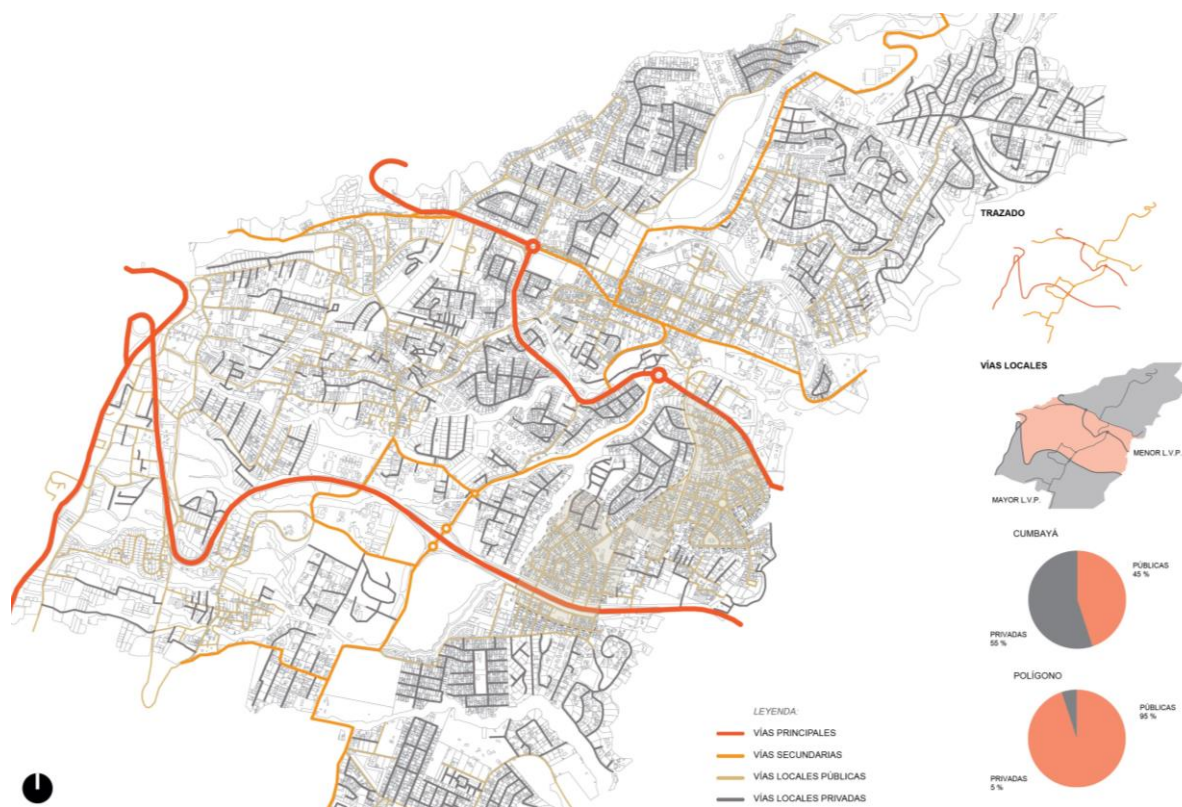 TRAZADO
VÍAS LOCALES
MENOR L.V.P.
MAYOR L.V.P.
CUMBAYÁ
PÚBLICAS
45 %
PRIVADAS
55 %
POLÍGONO
PÚBLICAS
95 %
PRIVADAS
5 %
LEYENDA:
VÍAS PRINCIPALES
VÍAS SECUNDARIAS
VÍAS LOCALES PÚBLICAS
VÍAS LOCALES PRIVADAS